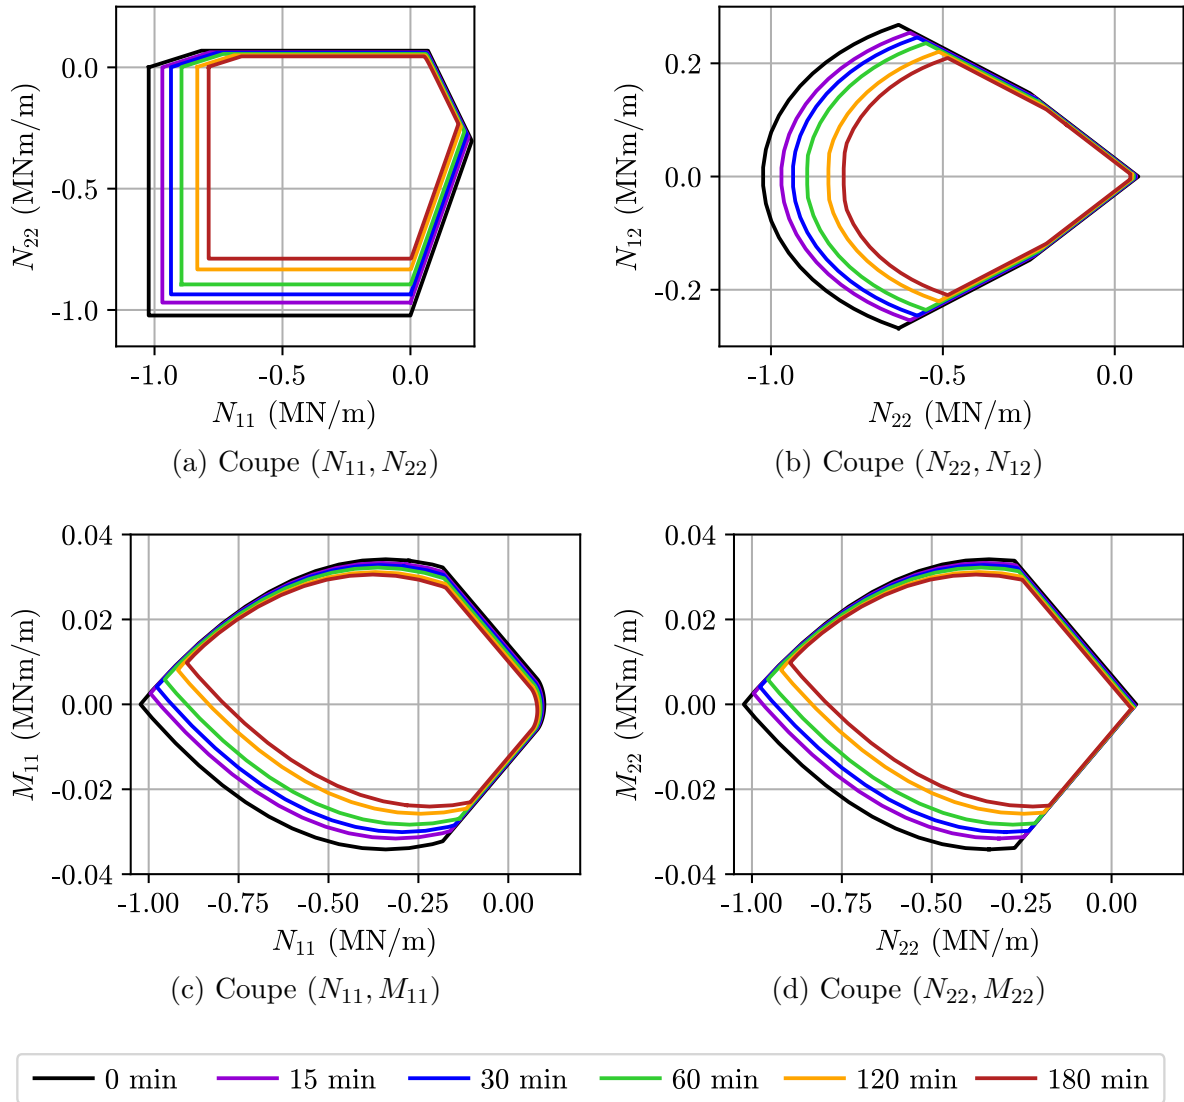 0.0
-0.5
-1.0
N₂₂ (MNm/m)
-1.0 -0.5 0.0
N₁₁ (MN/m)
(a) Coupe (N₁₁, N₂₂)
0.2
0.0
-0.2
N₁₂ (MNm/m)
-1.0 -0.5 0.0
N₂₂ (MN/m)
(b) Coupe (N₂₂, N₁₂)
0.04
0.02
0.00
-0.02
-0.04
M₁₁ (MNm/m)
-1.00 -0.75 -0.50 -0.25 0.00
N₁₁ (MN/m)
(c) Coupe (N₁₁, M₁₁)
0.04
0.02
0.00
-0.02
-0.04
M₂₂ (MNm/m)
-1.00 -0.75 -0.50 -0.25 0.00
N₂₂ (MN/m)
(d) Coupe (N₂₂, M₂₂)
0 min 15 min 30 min 60 min 120 min 180 min